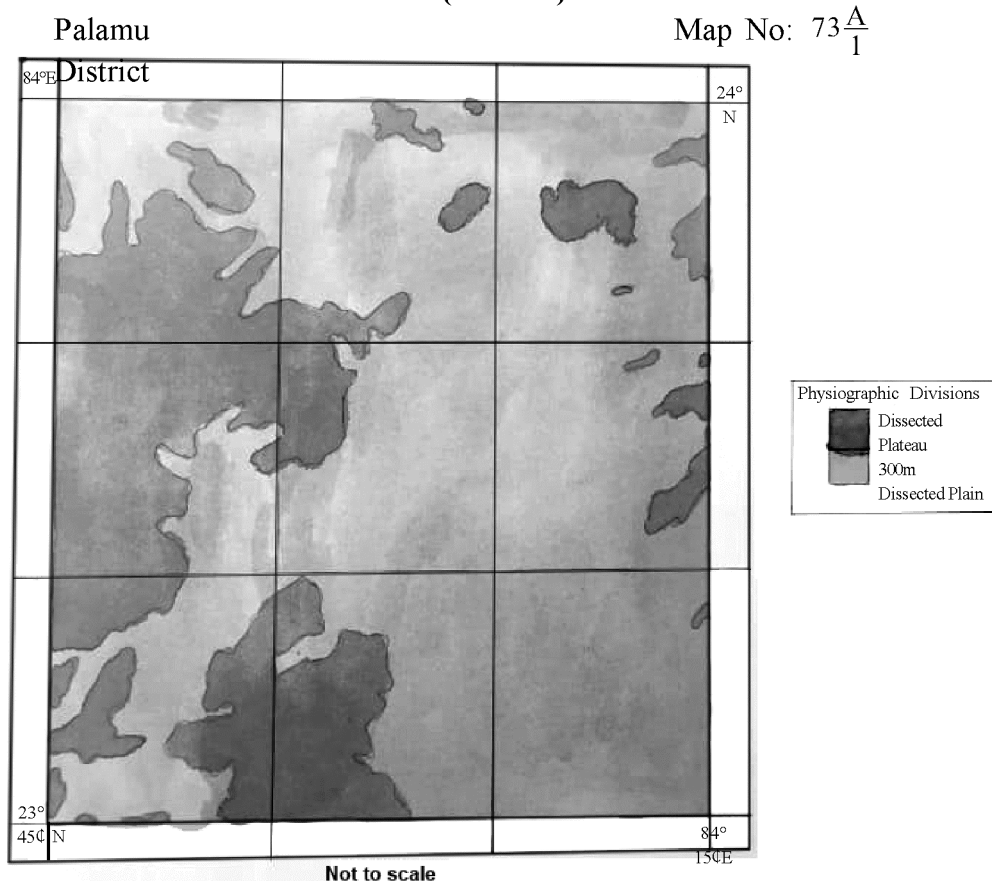 Palamu
District
Map No: 73 A/1
84°E
24°
N
Physiographic Divisions
Dissected
Plateau
300m
Dissected Plain
23°
45¢ N
84°
15¢E
Not to scale